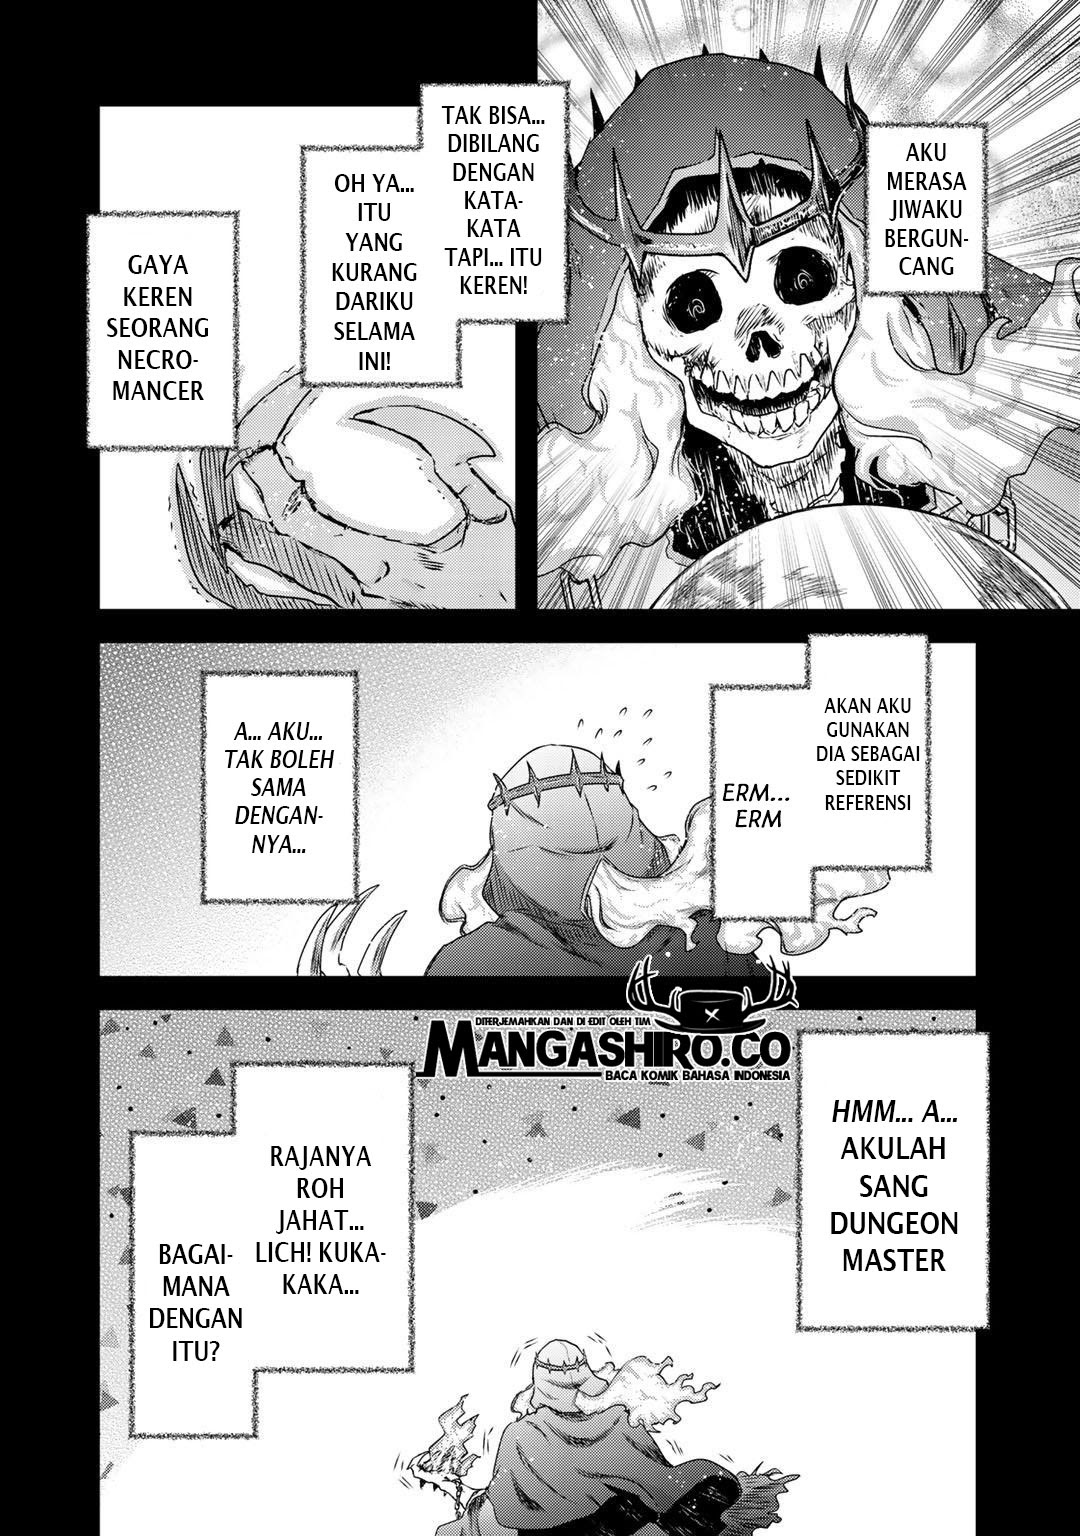 AKU
MERASA
JIWAKU
BERGUN-
CANG
TAK BISA...
DIBILANG
DENGAN
KATA-
KATA
TAPI... ITU
KEREN!
OH YA...
ITU
YANG
KURANG
DARIKU
SELAMA
INI!
GAYA
KEREN
SEORANG
NECRO-
MANCER
AKAN AKU
GUNAKAN
DIA SEBAGAI
SEDIKIT
REFERENSI
ERM...
ERM
A... AKU...
TAK BOLEH
SAMA
DENGAN-
NYA...
DITERJEMAHKAN DAN DI EDIT OLEH TIM
MANGASHIRO.CO
BACA KOMIK BAHASA INDONESIA
HMM... A...
AKULAH
SANG
DUNGEON
MASTER
RAJANYA
ROH
JAHAT...
LICH! KUKA-
KAKA...
BAGAI-
MANA
DENGAN
ITU?